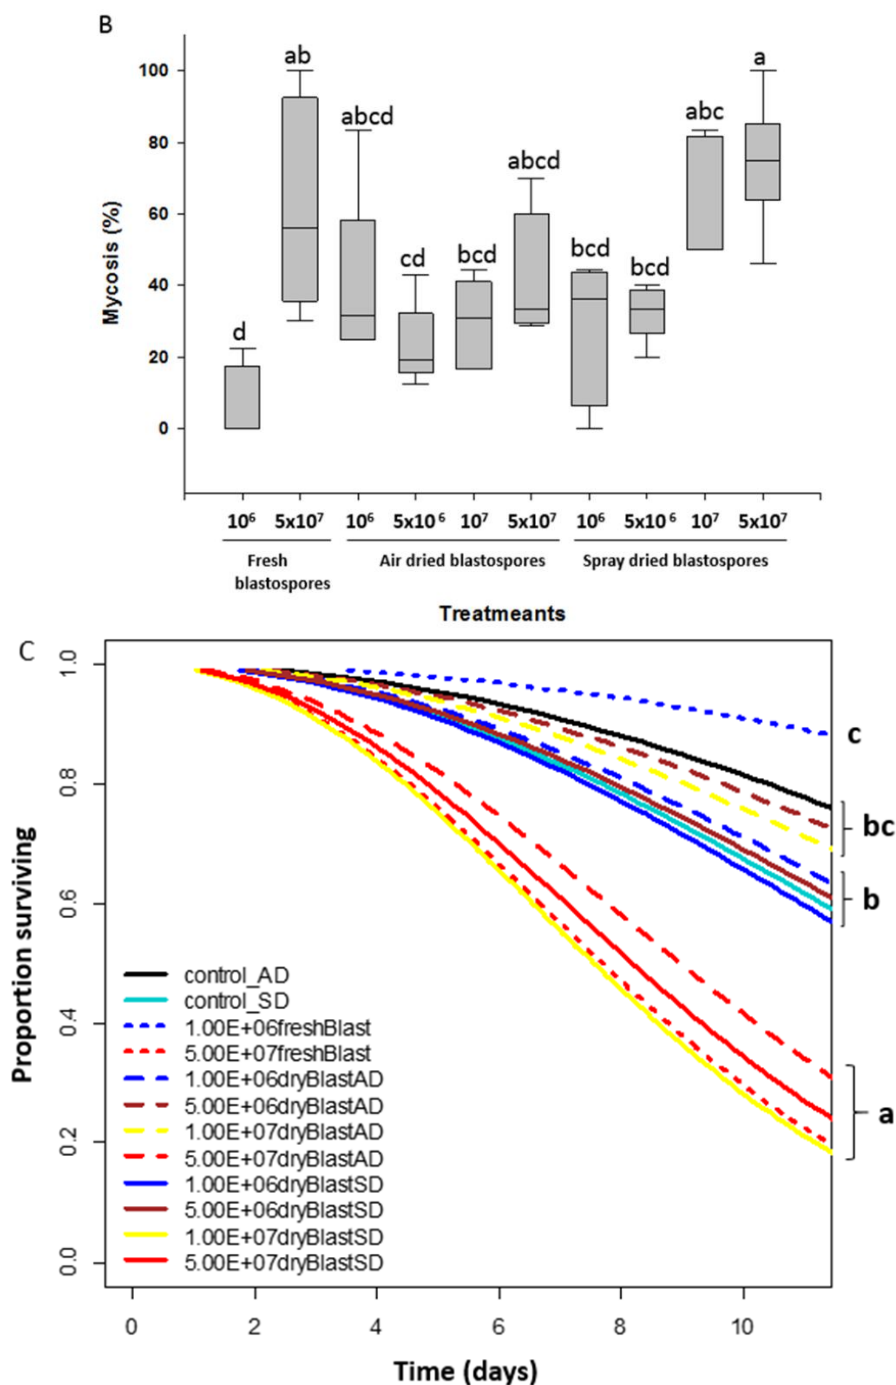 B
ab
a
100
abcd
abc
80
abcd
Mycosis (%)
60
cd
bcd
bcd
bcd
40
d
20
0
10⁶ 5x10⁷ 10⁶ 5x10⁶ 10⁷ 5x10⁷ 10⁶ 5x10⁶ 10⁷ 5x10⁷
Fresh blastospores Air dried blastospores Spray dried blastospores
Treatmeants
C
1.0
0.8
0.6
0.4
0.2
0.0
Proportion surviving
c
bc
b
a
control_AD
control_SD
1.00E+06freshBlast
5.00E+07freshBlast
1.00E+06dryBlastAD
5.00E+06dryBlastAD
1.00E+07dryBlastAD
5.00E+07dryBlastAD
1.00E+06dryBlastSD
5.00E+06dryBlastSD
1.00E+07dryBlastSD
5.00E+07dryBlastSD
0 2 4 6 8 10
Time (days)